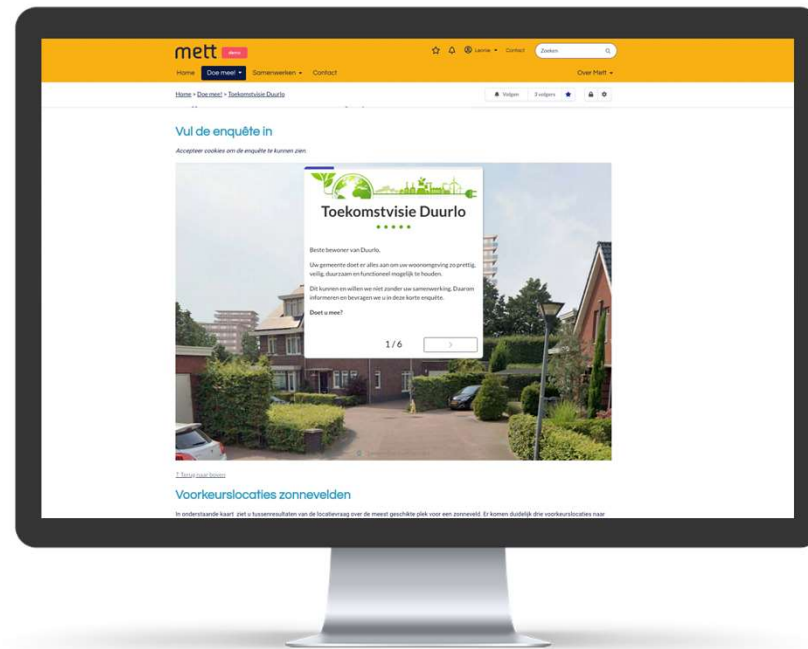 mett demo
Leonie
Contact
Zoeken
Home
Doe mee!
Samenwerken
Contact
Over Mett
Home > Doe mee! > Toekomstvisie Duurlo
Volgen
3 volgers
Vul de enquête in
Accepteer cookies om de enquête te kunnen zien.
Toekomstvisie Duurlo
Beste bewoner van Duurlo,
Uw gemeente doet er alles aan om uw woonomgeving zo prettig,
veilig, duurzaam en functioneel mogelijk te houden.
Dit kunnen en willen we niet zonder uw samenwerking. Daarom
informeren en bevragen we u in deze korte enquête.
Doet u mee?
1 / 6
↑ Terug naar boven
Voorkeurslocaties zonnevelden
In onderstaande kaart ziet u tussenresultaten van de locatievraag over de meest geschikte plek voor een zonneveld. Er komen duidelijk drie voorkeurslocaties naar